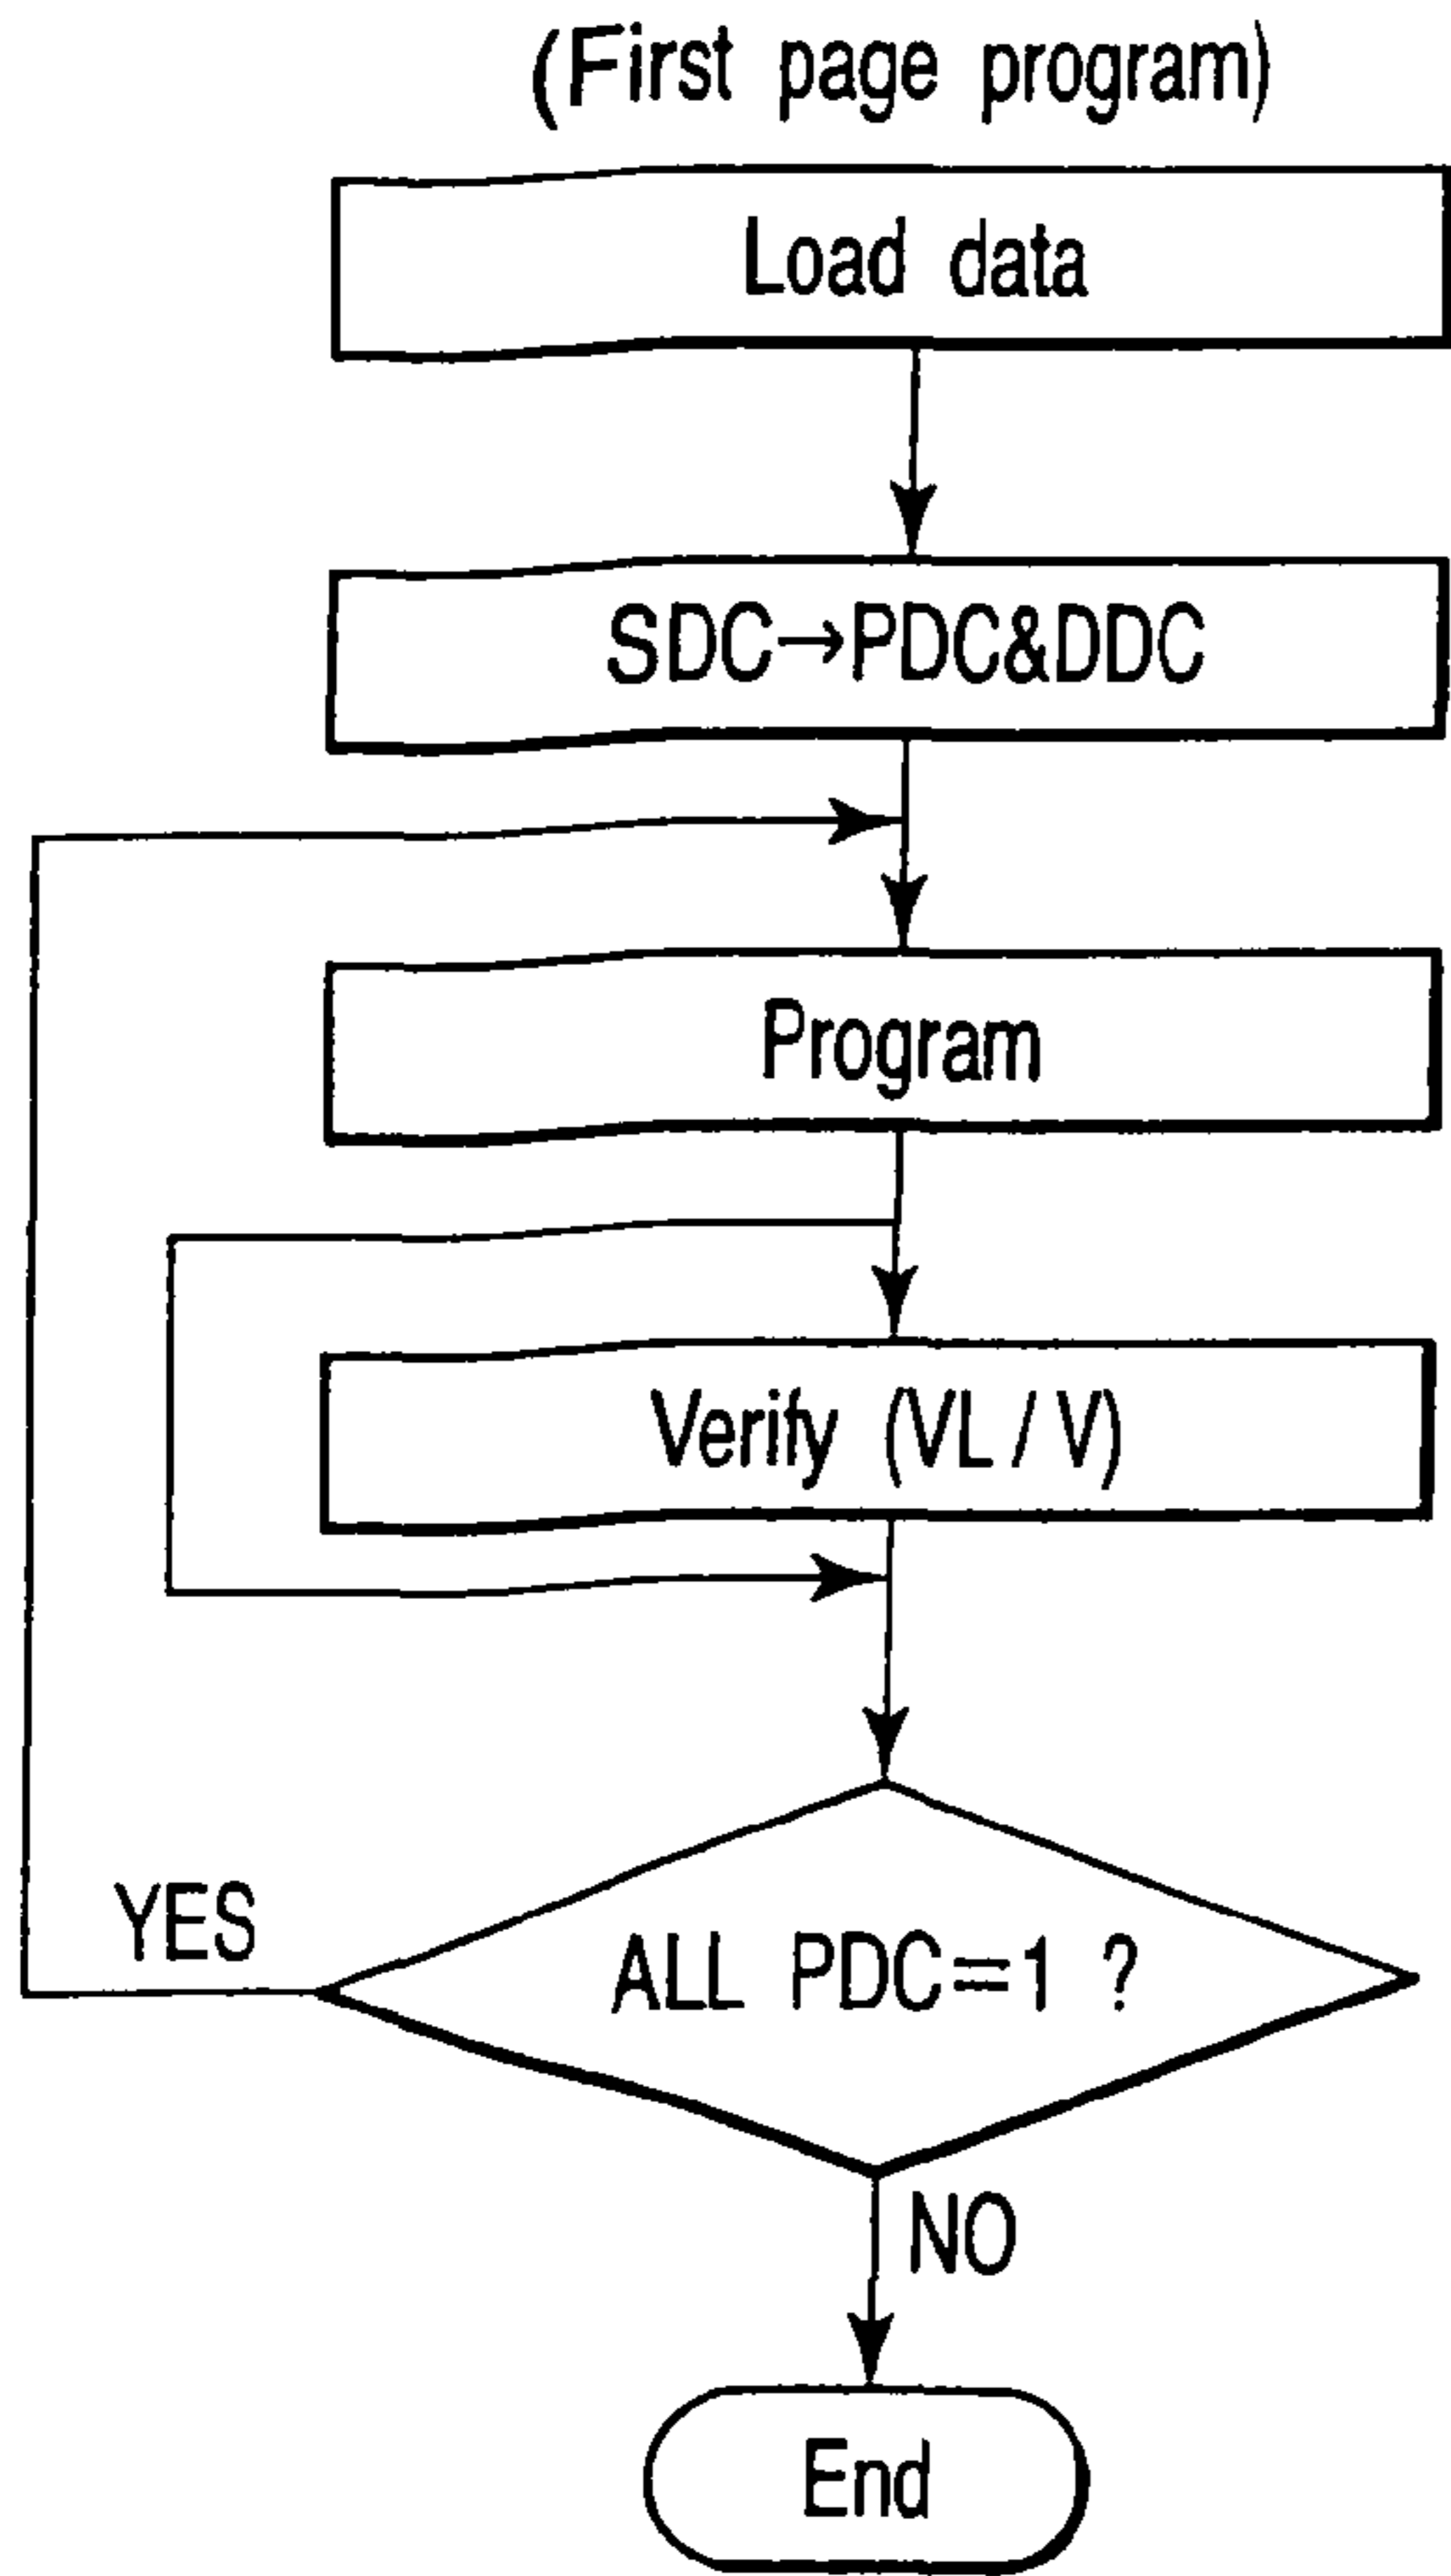 (First page program)
Load data
SDC→PDC&DDC
Program
Verify (VL / V)
ALL PDC=1 ?
YES
NO
End